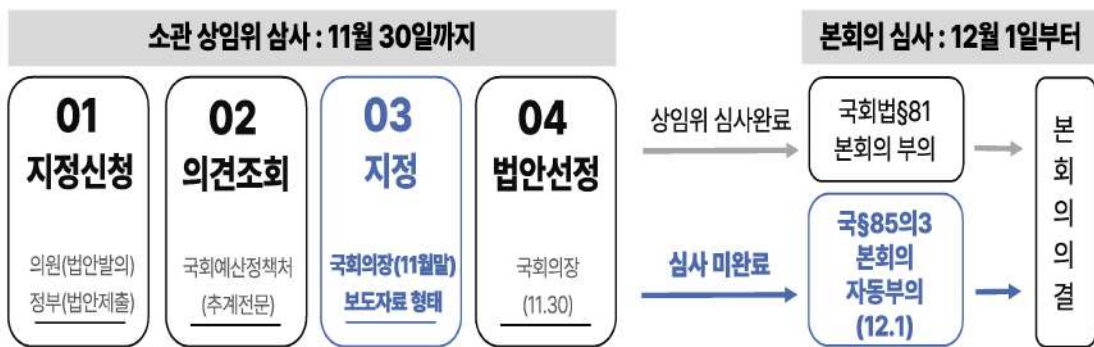 소관 상임위 삼사 : 11월 30일까지
본회의 심사 : 12월 1일부터
01
지정신청
의원(법안발의)
정부(법안제출)
02
의견조회
국회예산정책처
(추계전문)
03
지정
국회의장(11월말)
보도자료 형태
04
법안선정
국회의장
(11.30)
상임위 심사완료
심사 미완료
국회법§81
본회의 부의
국§85의3
본회의
자동부의
(12.1)
본
회
의
의
결